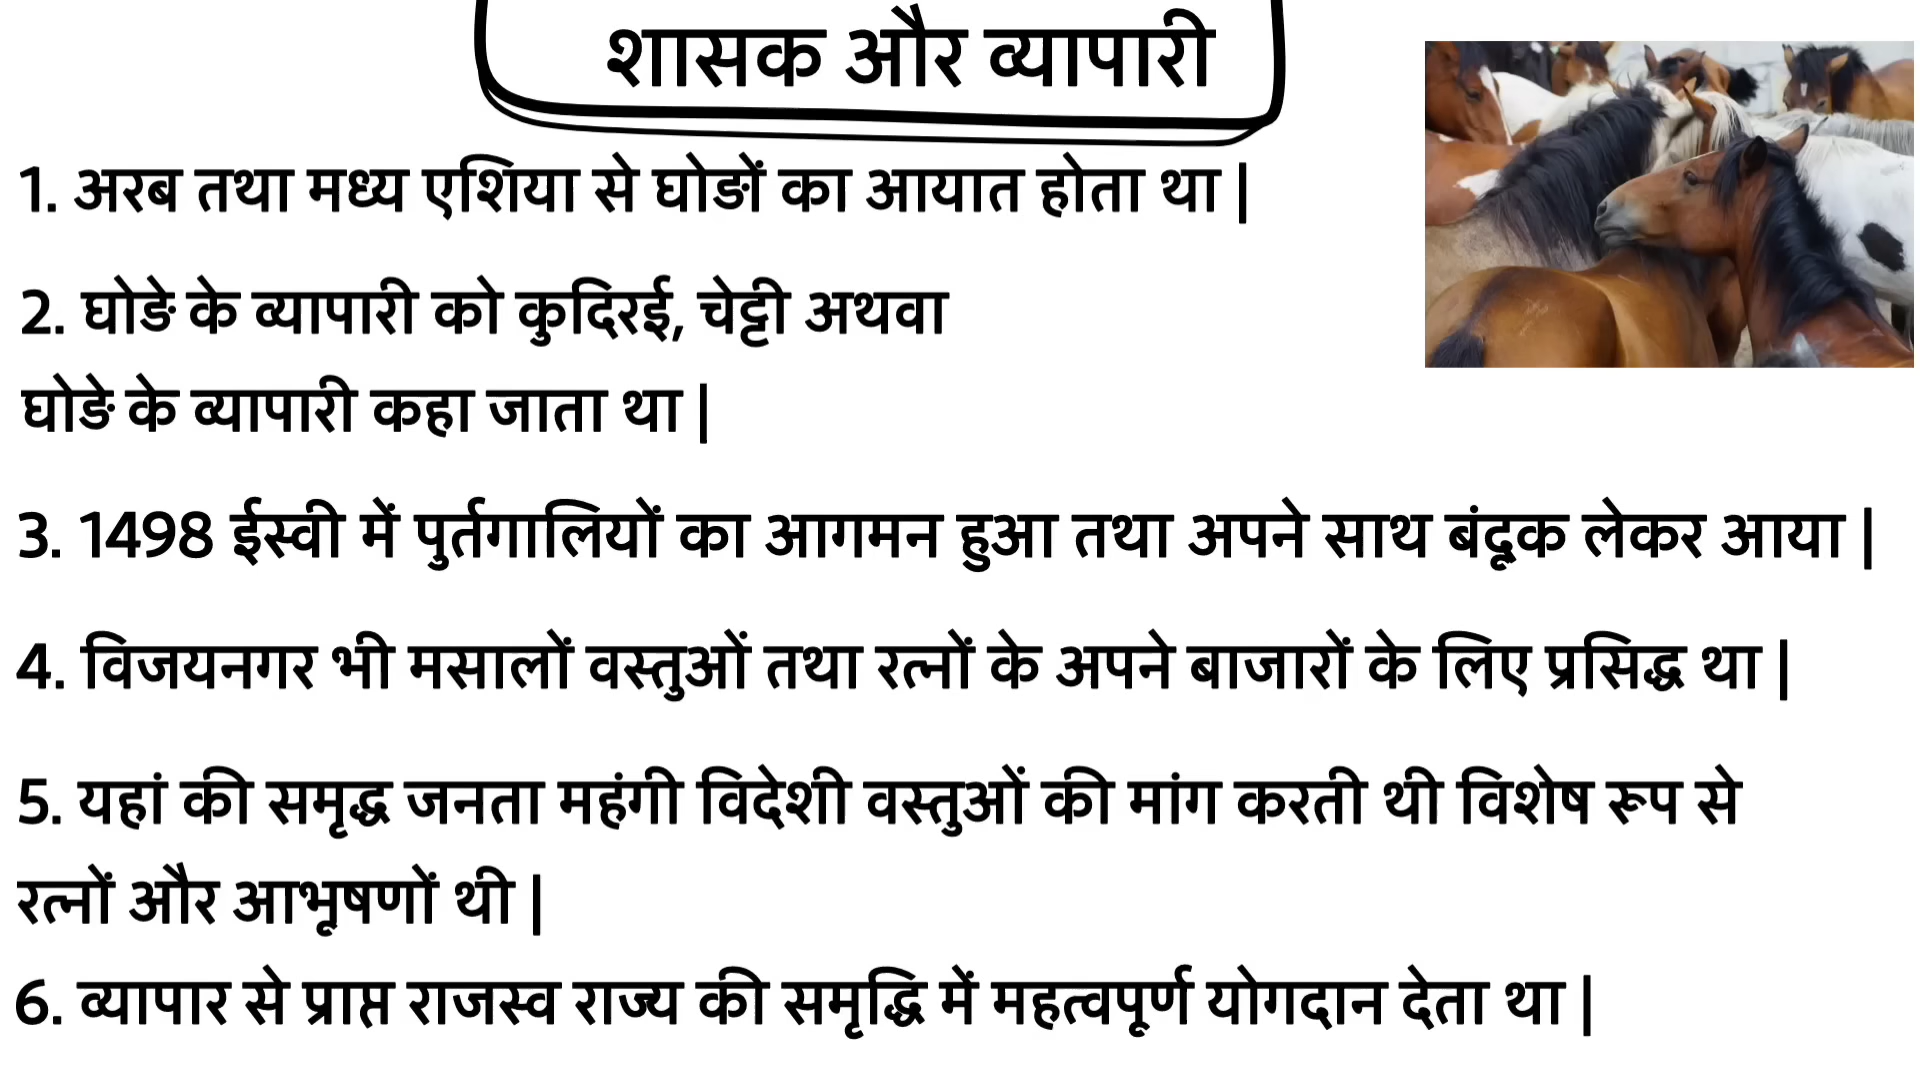 शासक और व्यापारी
1. अरब तथा मध्य एशिया से घोङों का आयात होता था |
2. घोङे के व्यापारी को कुदिरई, चेट्टी अथवा
घोङे के व्यापारी कहा जाता था |
3. 1498 ईस्वी में पुर्तगालियों का आगमन हुआ तथा अपने साथ बंदूक लेकर आया |
4. विजयनगर भी मसालों वस्तुओं तथा रत्नों के अपने बाजारों के लिए प्रसिद्ध था |
5. यहां की समृद्ध जनता महंगी विदेशी वस्तुओं की मांग करती थी विशेष रूप से
रत्नों और आभूषणों थी |
6. व्यापार से प्राप्त राजस्व राज्य की समृद्धि में महत्वपूर्ण योगदान देता था |